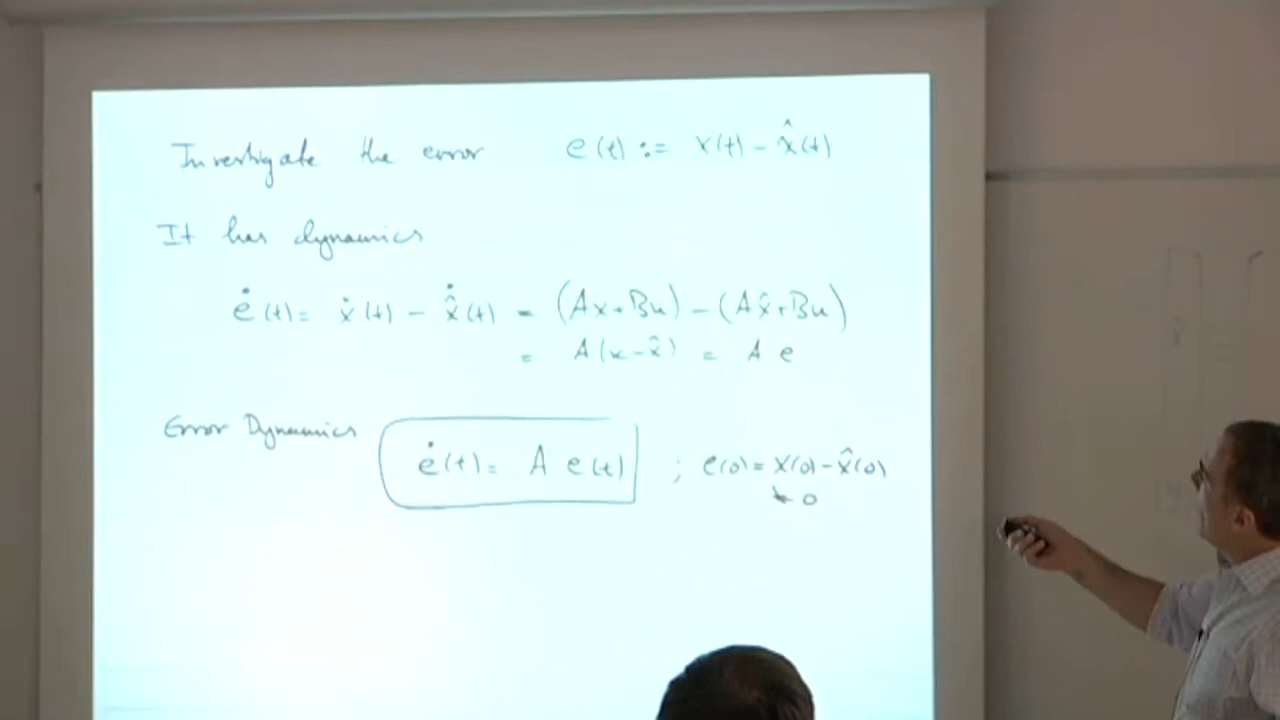 Investigate the error e(t) := x(t) - x̂(t)
It has dynamics
ė(t) = ẋ(t) - x̂̇(t) = (Ax+Bu) - (Ax̂+Bu)
= A(x-x̂) = A e
Error Dynamics ė(t) = A e(t) ; e(0) = x(0) - x̂(0)
0